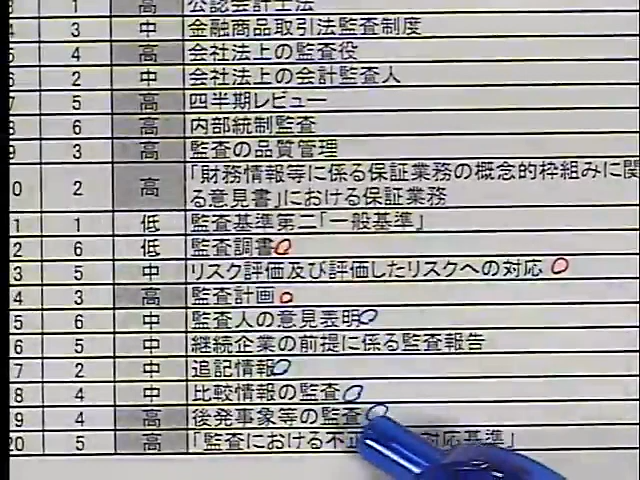 1 高 公認会計士法
4 3 中 金融商品取引法監査制度
5 4 高 会社法上の監査役
6 2 中 会社法上の会計監査人
7 5 高 四半期レビュー
8 6 高 内部統制監査
9 3 高 監査の品質管理
0 2 高 「財務情報等に係る保証業務の概念的枠組みに関
る意見書」における保証業務
1 1 低 監査基準第二「一般基準」
2 6 低 監査調書
3 5 中 リスク評価及び評価したリスクへの対応
4 3 高 監査計画
5 6 中 監査人の意見表明
6 5 中 継続企業の前提に係る監査報告
7 2 中 追記情報
8 4 中 比較情報の監査
9 4 高 後発事象等の監査
20 5 高 「監査における不正 対応基準」